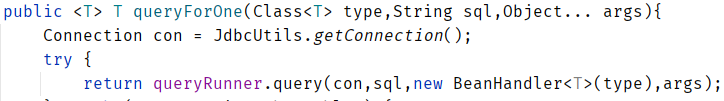 public <T> T queryForOne(Class<T> type,String sql,Object... args){
Connection con = JdbcUtils.getConnection();
try {
return queryRunner.query(con,sql,new BeanHandler<T>(type),args);